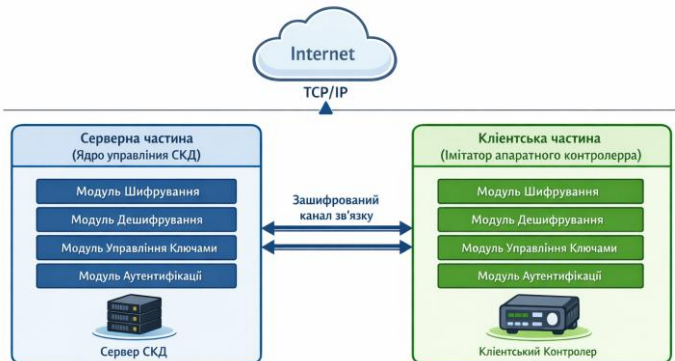 Internet
TCP/IP
Серверна частина
(Ядро управління СКД)
Модуль Шифрування
Модуль Дешифрування
Модуль Управління Ключами
Модуль Аутентифікації
Сервер СКД
Зашифрований
канал зв'язку
Клієнтська частина
(Імітатор апаратного контролерра)
Модуль Шифрування
Модуль Дешифрування
Модуль Управління Ключами
Модуль Аутентифікації
Клієнтський Контролер